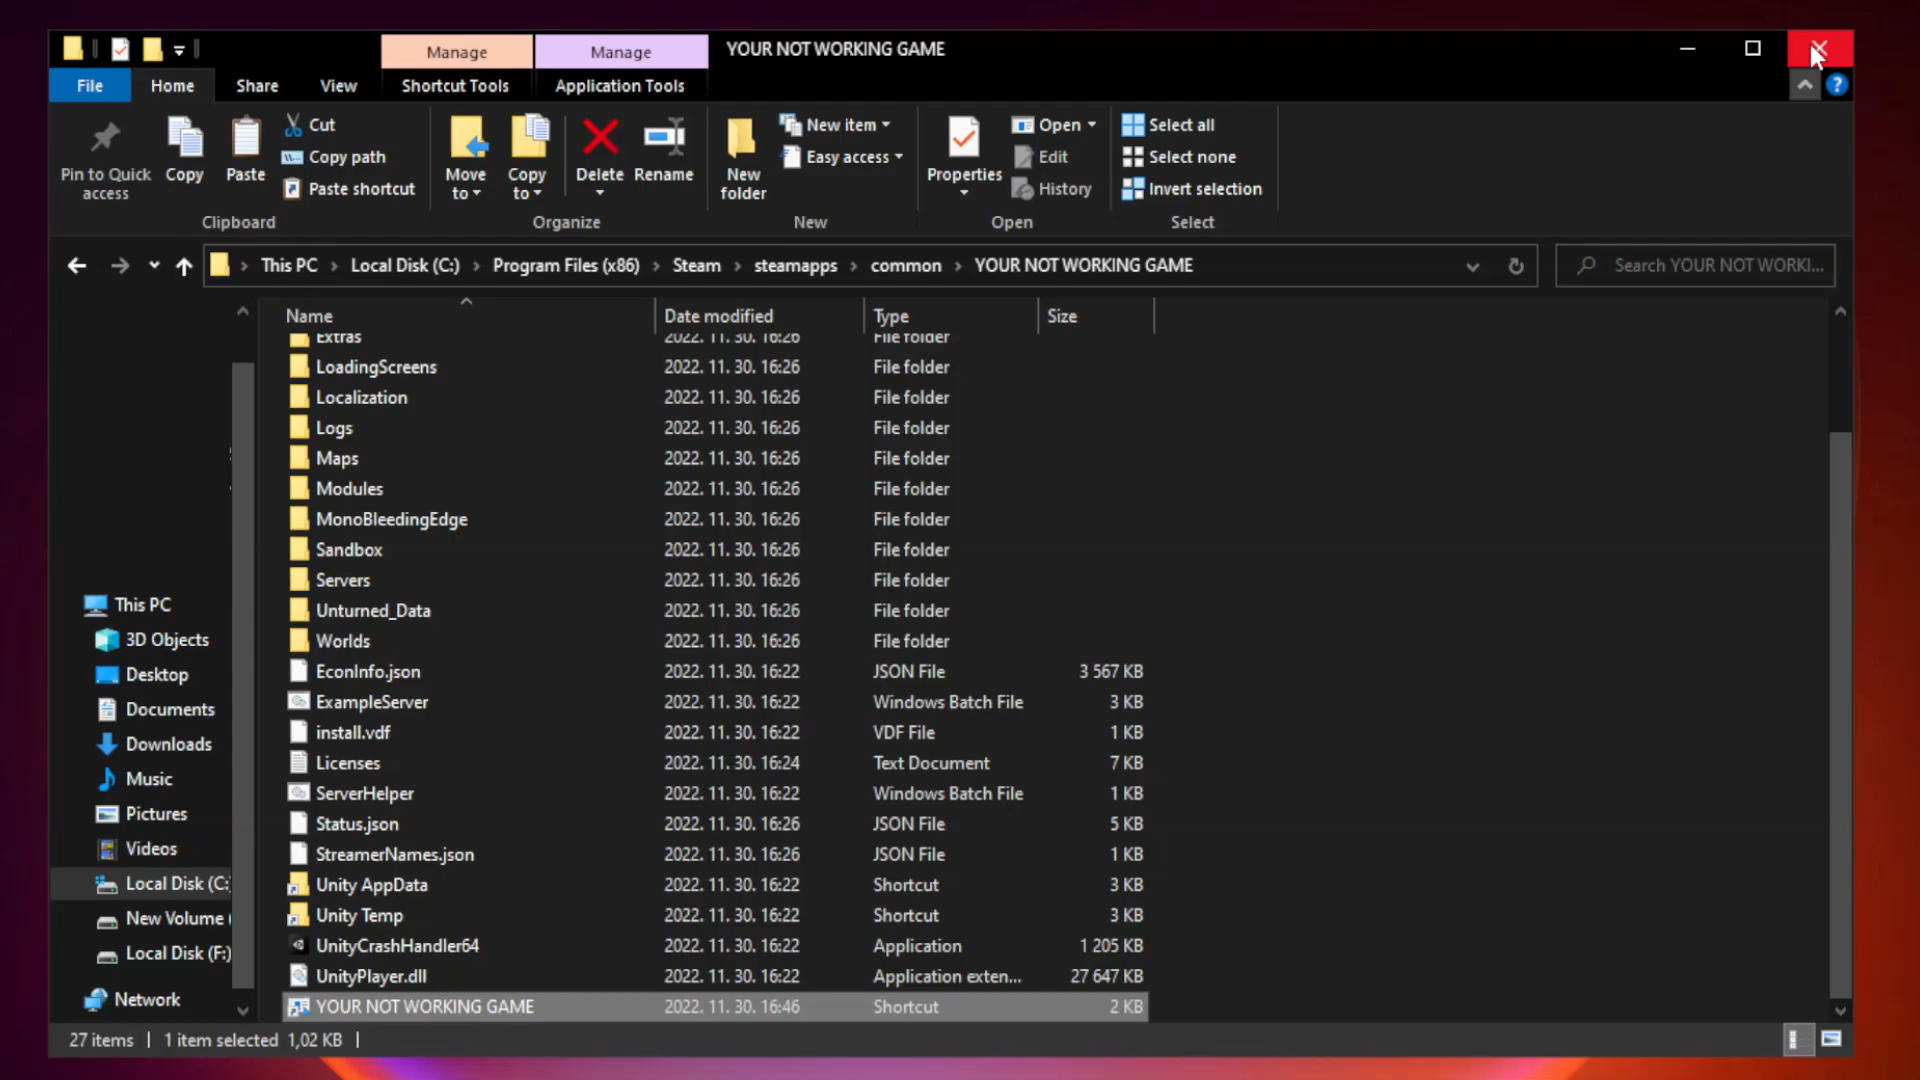 Manage Manage YOUR NOT WORKING GAME
File Home Share View Shortcut Tools Application Tools
Pin to Quick access
Copy
Paste
Cut
Copy path
Paste shortcut
Clipboard
Move to
Copy to
Delete
Rename
Organize
New folder
New item
Easy access
New
Properties
Open
Edit
History
Open
Select all
Select none
Invert selection
Select
This PC Local Disk (C:) Program Files (x86) Steam steamapps common YOUR NOT WORKING GAME
Search YOUR NOT WORKI...
This PC
3D Objects
Desktop
Documents
Downloads
Music
Pictures
Videos
Local Disk (C:)
New Volume (
Local Disk (F:)
Network
Name Date modified Type Size
Extras 2022. 11. 30. 16:26 File folder
LoadingScreens 2022. 11. 30. 16:26 File folder
Localization 2022. 11. 30. 16:26 File folder
Logs 2022. 11. 30. 16:26 File folder
Maps 2022. 11. 30. 16:26 File folder
Modules 2022. 11. 30. 16:26 File folder
MonoBleedingEdge 2022. 11. 30. 16:26 File folder
Sandbox 2022. 11. 30. 16:26 File folder
Servers 2022. 11. 30. 16:26 File folder
Unturned_Data 2022. 11. 30. 16:26 File folder
Worlds 2022. 11. 30. 16:26 File folder
EconInfo.json 2022. 11. 30. 16:22 JSON File 3 567 KB
ExampleServer 2022. 11. 30. 16:22 Windows Batch File 3 KB
install.vdf 2022. 11. 30. 16:22 VDF File 1 KB
Licenses 2022. 11. 30. 16:24 Text Document 7 KB
ServerHelper 2022. 11. 30. 16:22 Windows Batch File 1 KB
Status.json 2022. 11. 30. 16:26 JSON File 5 KB
StreamerNames.json 2022. 11. 30. 16:26 JSON File 1 KB
Unity AppData 2022. 11. 30. 16:22 Shortcut 3 KB
Unity Temp 2022. 11. 30. 16:22 Shortcut 3 KB
UnityCrashHandler64 2022. 11. 30. 16:22 Application 1 205 KB
UnityPlayer.dll 2022. 11. 30. 16:22 Application exten... 27 647 KB
YOUR NOT WORKING GAME 2022. 11. 30. 16:46 Shortcut 2 KB
27 items 1 item selected 1,02 KB